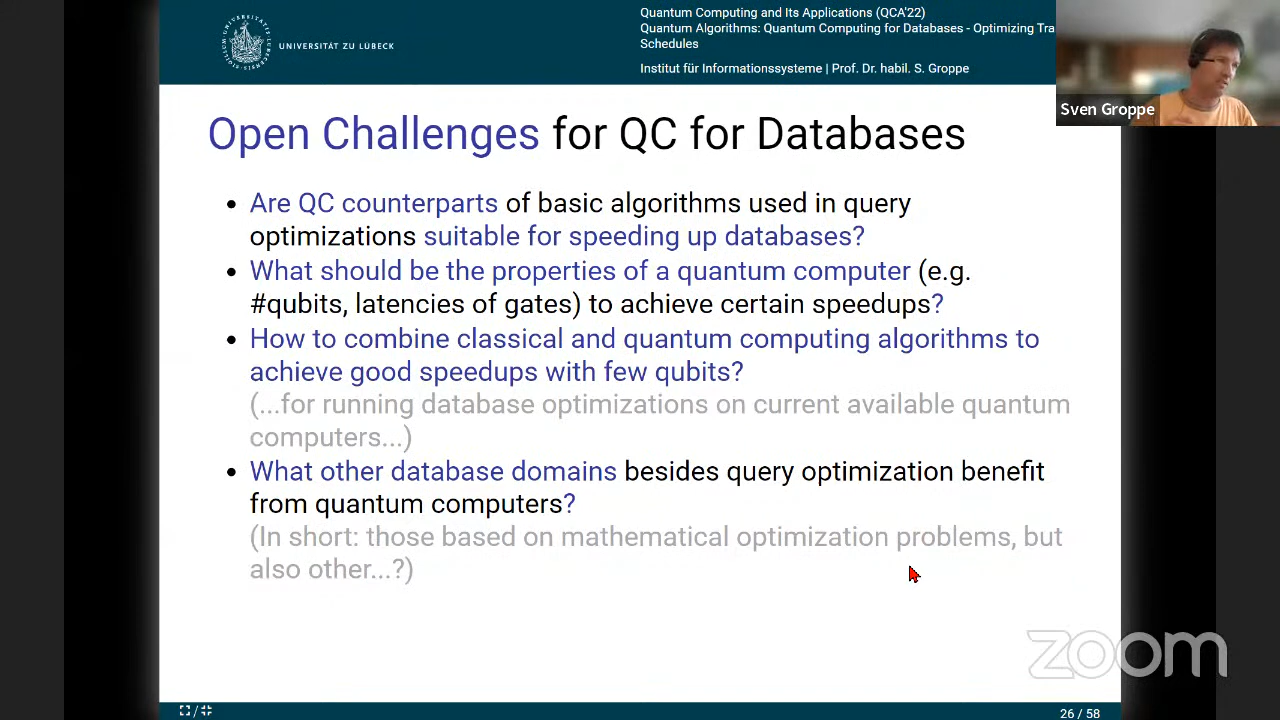 UNIVERSITÄT ZU LÜBECK
Quantum Computing and Its Applications (QCA'22)
Quantum Algorithms: Quantum Computing for Databases - Optimizing Tra
Schedules
Institut für Informationssysteme | Prof. Dr. habil. S. Groppe
Sven Groppe
Open Challenges for QC for Databases
• Are QC counterparts of basic algorithms used in query
optimizations suitable for speeding up databases?
• What should be the properties of a quantum computer (e.g.
#qubits, latencies of gates) to achieve certain speedups?
• How to combine classical and quantum computing algorithms to
achieve good speedups with few qubits?
(...for running database optimizations on current available quantum
computers...)
• What other database domains besides query optimization benefit
from quantum computers?
(In short: those based on mathematical optimization problems, but
also other...?)
zoom
26 / 58